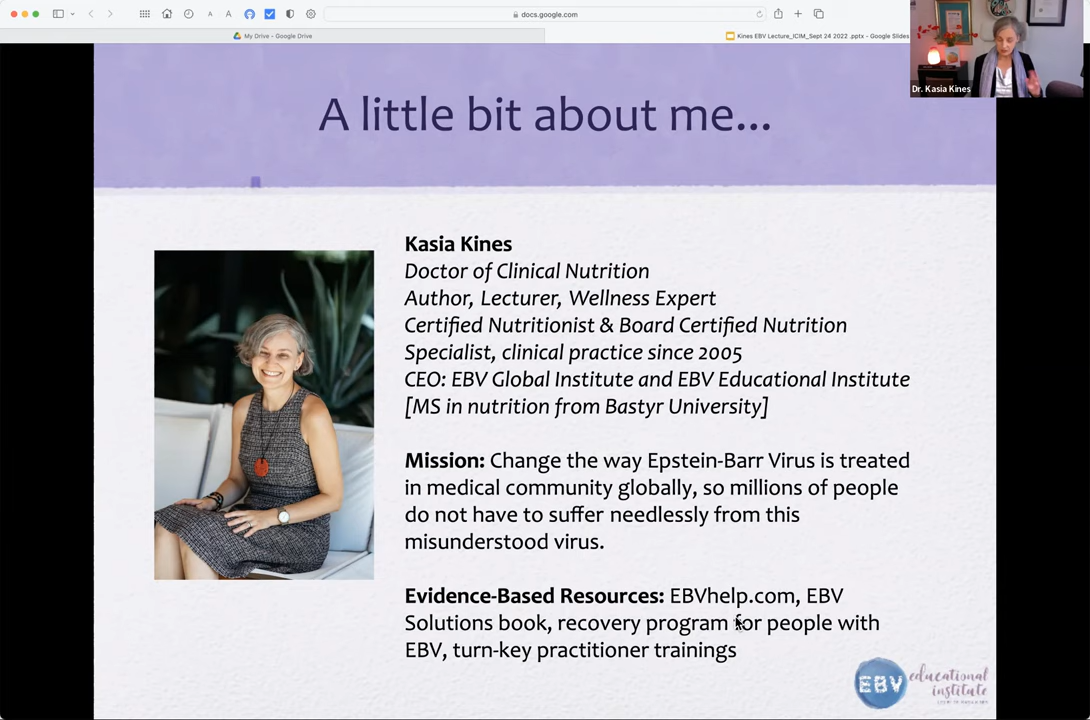 docs.google.com
My Drive - Google Drive
Kines EBV Lecture_ICIM_Sept 24 2022 .pptx - Google Slides
Dr. Kasia Kines
A little bit about me...
Kasia Kines
Doctor of Clinical Nutrition
Author, Lecturer, Wellness Expert
Certified Nutritionist & Board Certified Nutrition
Specialist, clinical practice since 2005
CEO: EBV Global Institute and EBV Educational Institute
[MS in nutrition from Bastyr University]
Mission: Change the way Epstein-Barr Virus is treated
in medical community globally, so millions of people
do not have to suffer needlessly from this
misunderstood virus.
Evidence-Based Resources: EBVhelp.com, EBV
Solutions book, recovery program for people with
EBV, turn-key practitioner trainings
EBV educational
institute